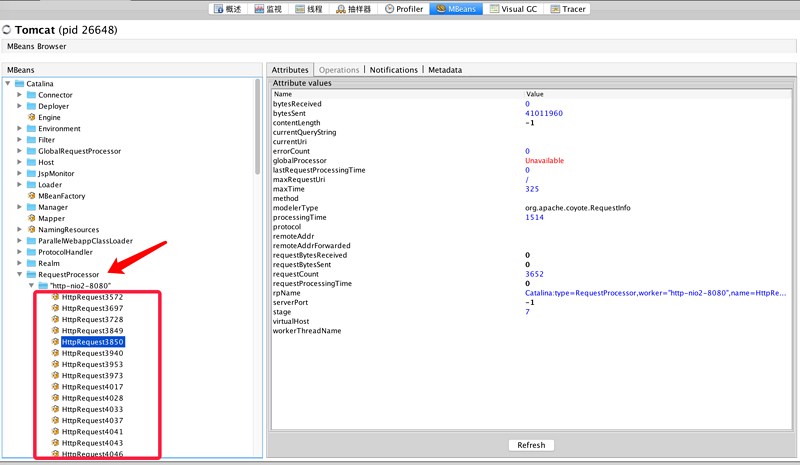 概述 监视 线程 抽样器 Profiler MBeans Visual GC Tracer
Tomcat (pid 26648)
MBeans Browser
MBeans
Catalina
Connector
Deployer
Engine
Environment
Filter
GlobalRequestProcessor
Host
JspMonitor
Loader
MBeanFactory
Manager
Mapper
NamingResources
ParallelWebappClassLoader
ProtocolHandler
Realm
RequestProcessor
"http-nio2-8080"
HttpRequest3572
HttpRequest3697
HttpRequest3728
HttpRequest3849
HttpRequest3850
HttpRequest3940
HttpRequest3953
HttpRequest3973
HttpRequest4017
HttpRequest4028
HttpRequest4033
HttpRequest4037
HttpRequest4041
HttpRequest4043
HttpRequest4046
Attributes Operations Notifications Metadata
Attribute values
Name Value
bytesReceived 0
bytesSent 41011960
contentLength -1
currentQueryString
currentUri
errorCount 0
globalProcessor Unavailable
lastRequestProcessingTime 0
maxRequestUri /
maxTime 325
method
modelerType org.apache.coyote.RequestInfo
processingTime 1514
protocol
remoteAddr
remoteAddrForwarded
requestBytesReceived 0
requestBytesSent 0
requestCount 3652
requestProcessingTime 0
rpName Catalina:type=RequestProcessor,worker="http-nio2-8080",name=HttpRe...
serverPort -1
stage 7
virtualHost
workerThreadName
Refresh